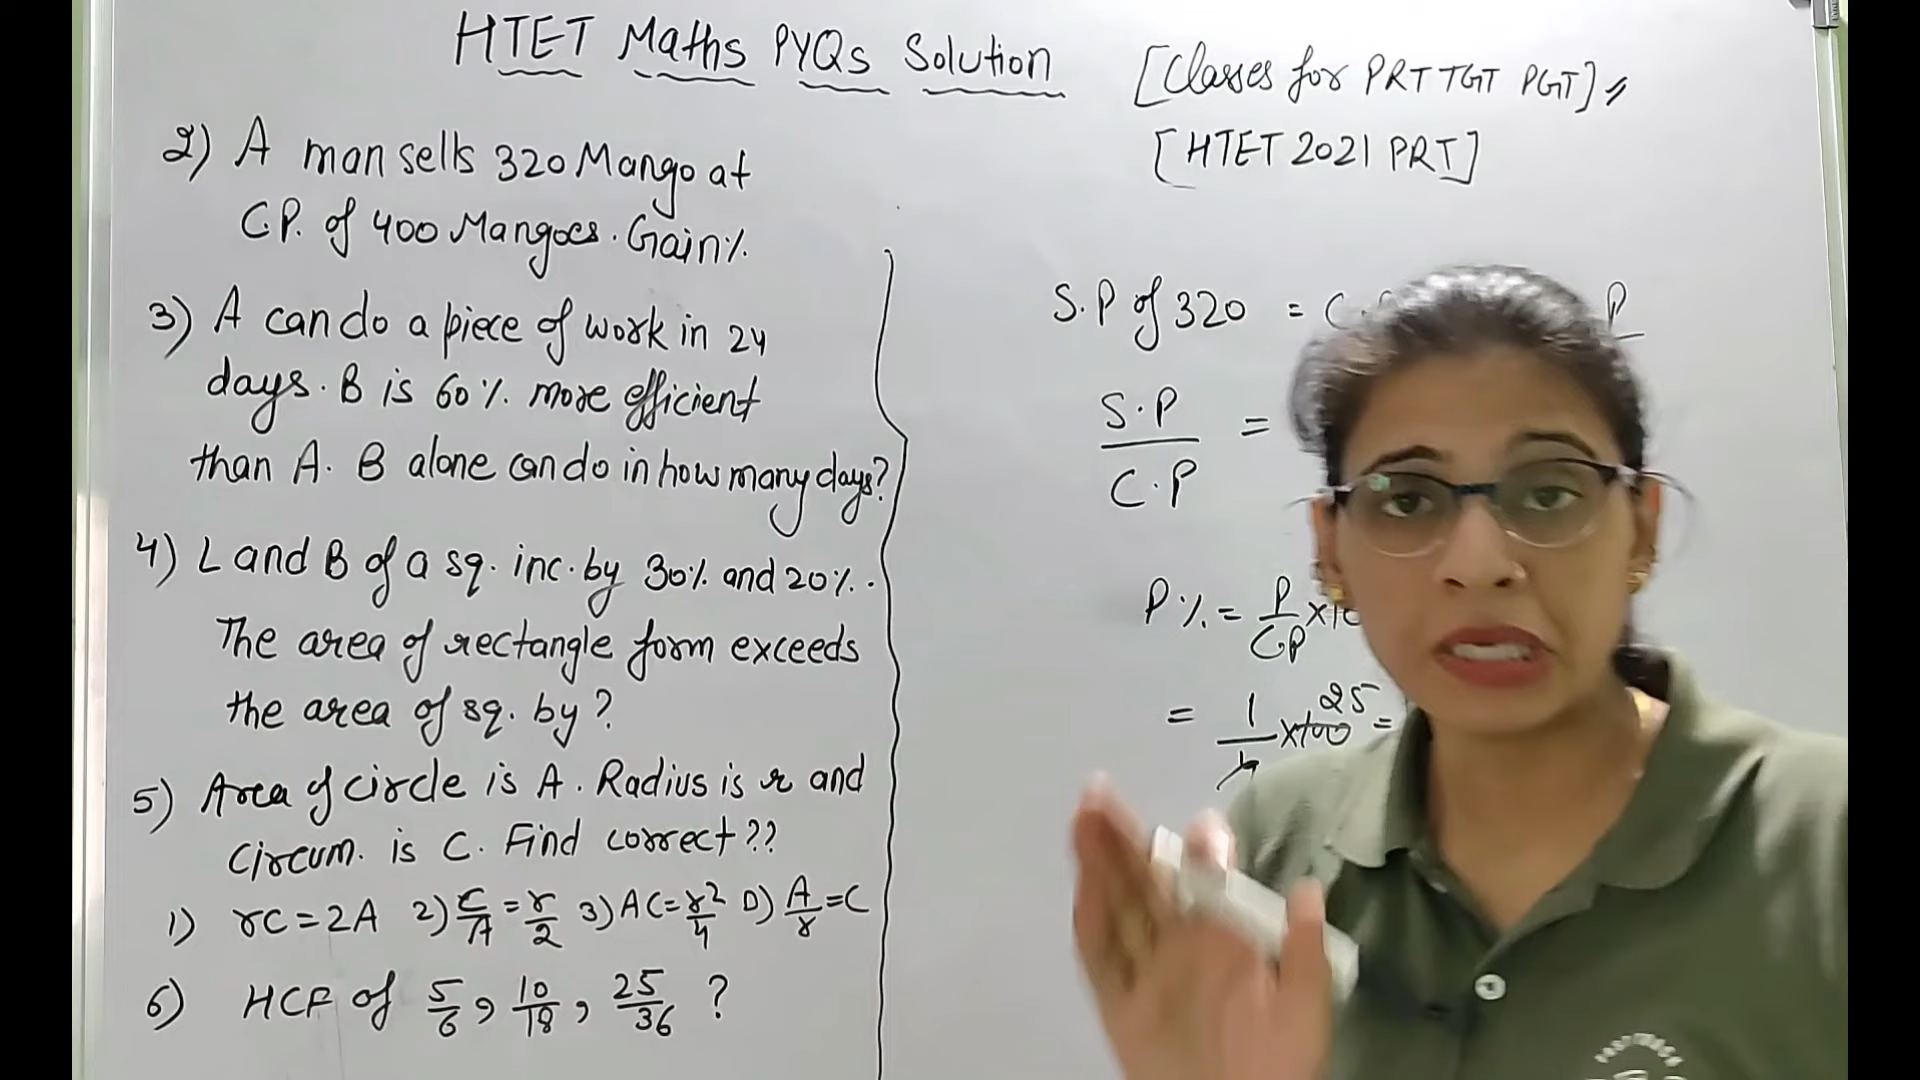 HTET Maths PYQs Solution
[Classes for PRT TGT PGT]
[HTET 2021 PRT]
2) A man sells 320 Mango at
C.P. of 400 Mangoes. Gain%.
3) A can do a piece of work in 24
days. B is 60%. more efficient
than A. B alone can do in how many days?
4) L and B of a sq. inc. by 30% and 20%.
The area of rectangle form exceeds
the area of sq. by?
5) Area of circle is A. Radius is r and
Circum. is C. Find correct??
1) rC = 2A 2) C/A = r/2 3) AC = r²/4 D) A/r = C
6) HCF of 5/6, 10/18, 25/36 ?
S.P of 320 = C. P
S.P/C.P =
P% = P/CP ×10
= 1/4 ×100 25 =